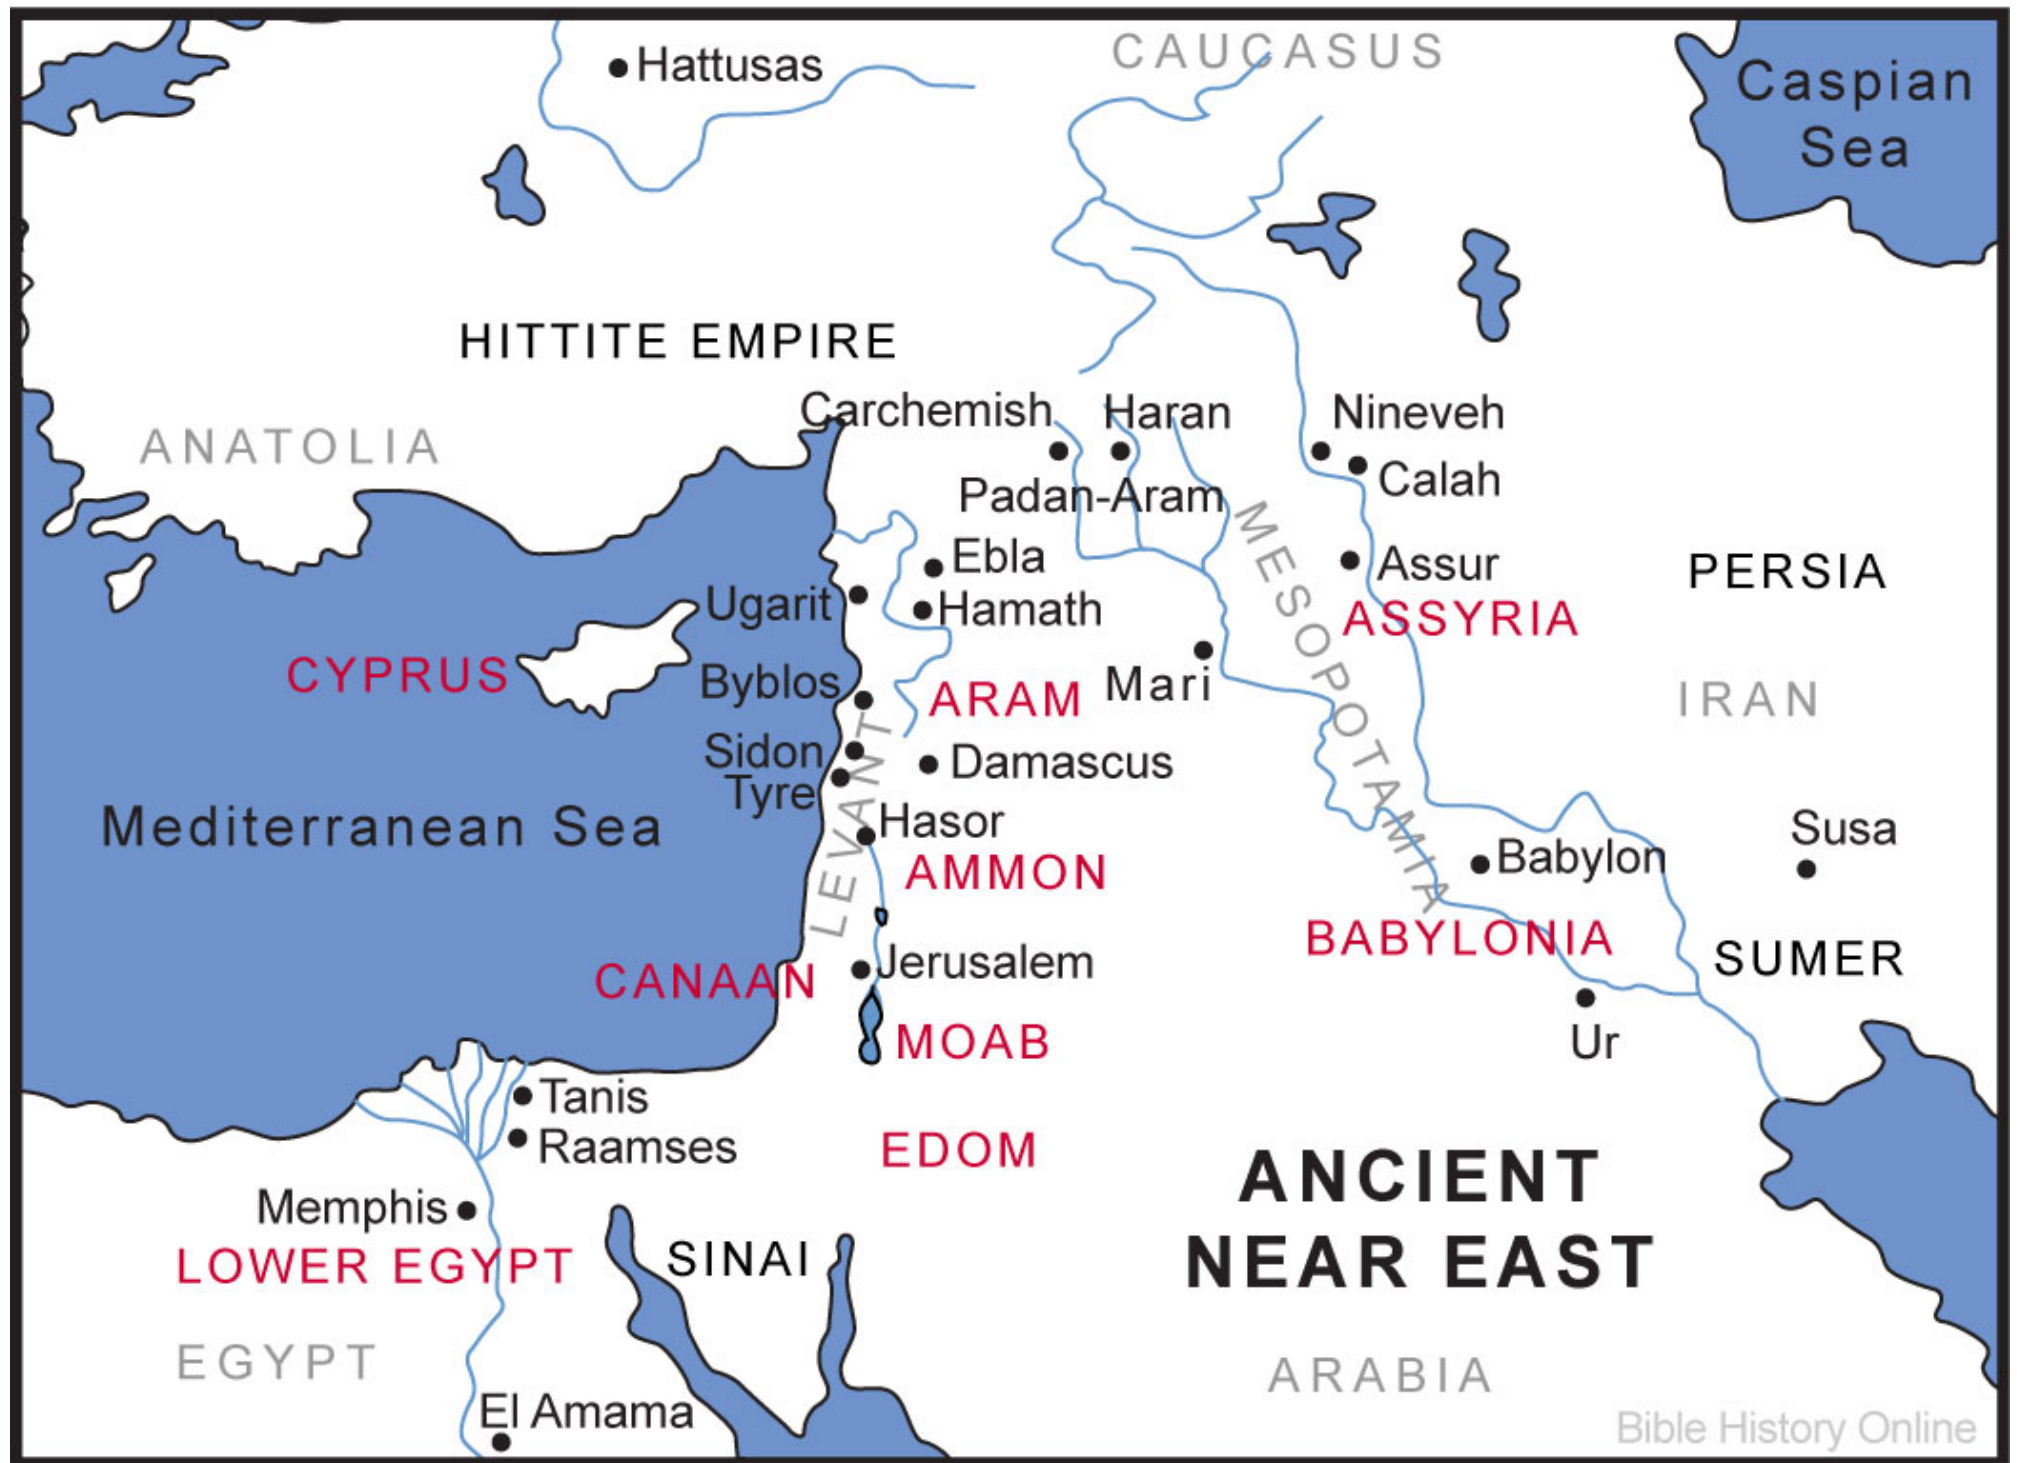 Hattusas
CAUCASUS
Caspian
Sea
HITTITE EMPIRE
ANATOLIA
Carchemish
Haran
Nineveh
Calah
Padan-Aram
MESOPOTAMIA
Ebla
Assur
PERSIA
Ugarit
Hamath
ASSYRIA
CYPRUS
Byblos
ARAM
Mari
IRAN
Sidon
Damascus
Tyre
LEVANT
Hasor
Mediterranean Sea
Susa
AMMON
Babylon
BABYLONIA
SUMER
Jerusalem
CANAAN
MOAB
Ur
Tanis
Raamses
EDOM
Memphis
LOWER EGYPT
SINAI
ANCIENT
NEAR EAST
EGYPT
ARABIA
El Amama
Bible History Online